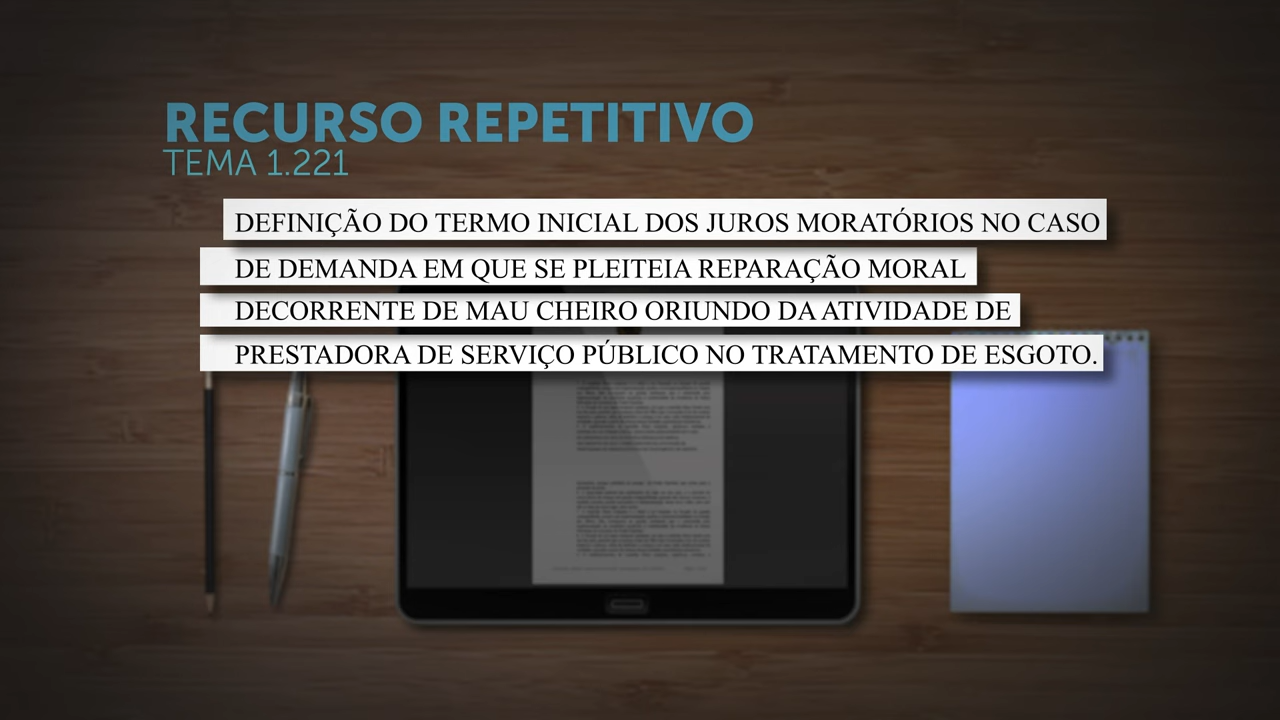 RECURSO REPETITIVO
TEMA 1.221
DEFINIÇÃO DO TERMO INICIAL DOS JUROS MORATÓRIOS NO CASO
DE DEMANDA EM QUE SE PLEITEIA REPARAÇÃO MORAL
DECORRENTE DE MAU CHEIRO ORIUNDO DA ATIVIDADE DE
PRESTADORA DE SERVIÇO PÚBLICO NO TRATAMENTO DE ESGOTO.